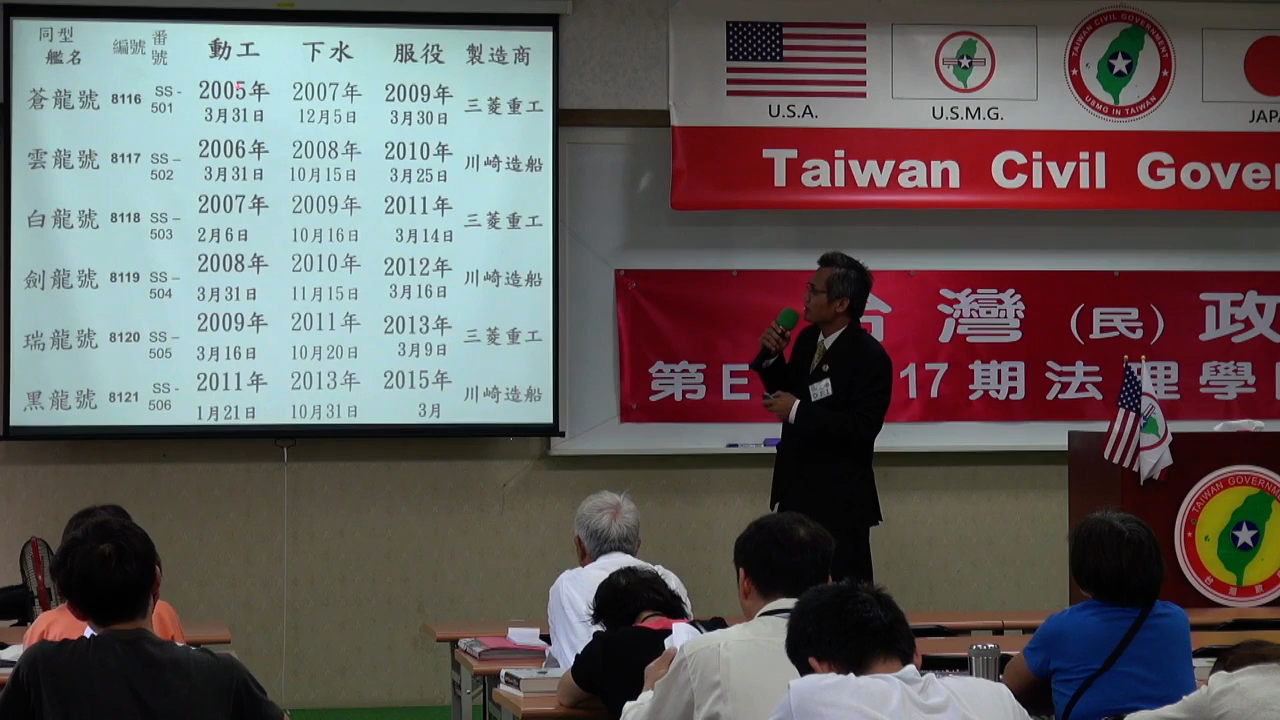 同型
艦名 編號 番號 動工 下水 服役 製造商
蒼龍號 8116 SS-501 2005年3月31日 2007年12月5日 2009年3月30日 三菱重工
雲龍號 8117 SS–502 2006年3月31日 2008年10月15日 2010年3月25日 川崎造船
白龍號 8118 SS–503 2007年2月6日 2009年10月16日 2011年3月14日 三菱重工
劍龍號 8119 SS–504 2008年3月31日 2010年11月15日 2012年3月16日 川崎造船
瑞龍號 8120 SS–505 2009年3月16日 2011年10月20日 2013年3月9日 三菱重工
黑龍號 8121 SS-506 2011年1月21日 2013年10月31日 2015年3月 川崎造船
TAIWAN CIVIL GOVERNMENT
USMG IN TAIWAN
U.S.A. U.S.M.G. JAPA
Taiwan Civil Gover
台灣(民)政
第E 17期法理學
TAIWAN GOVERNM